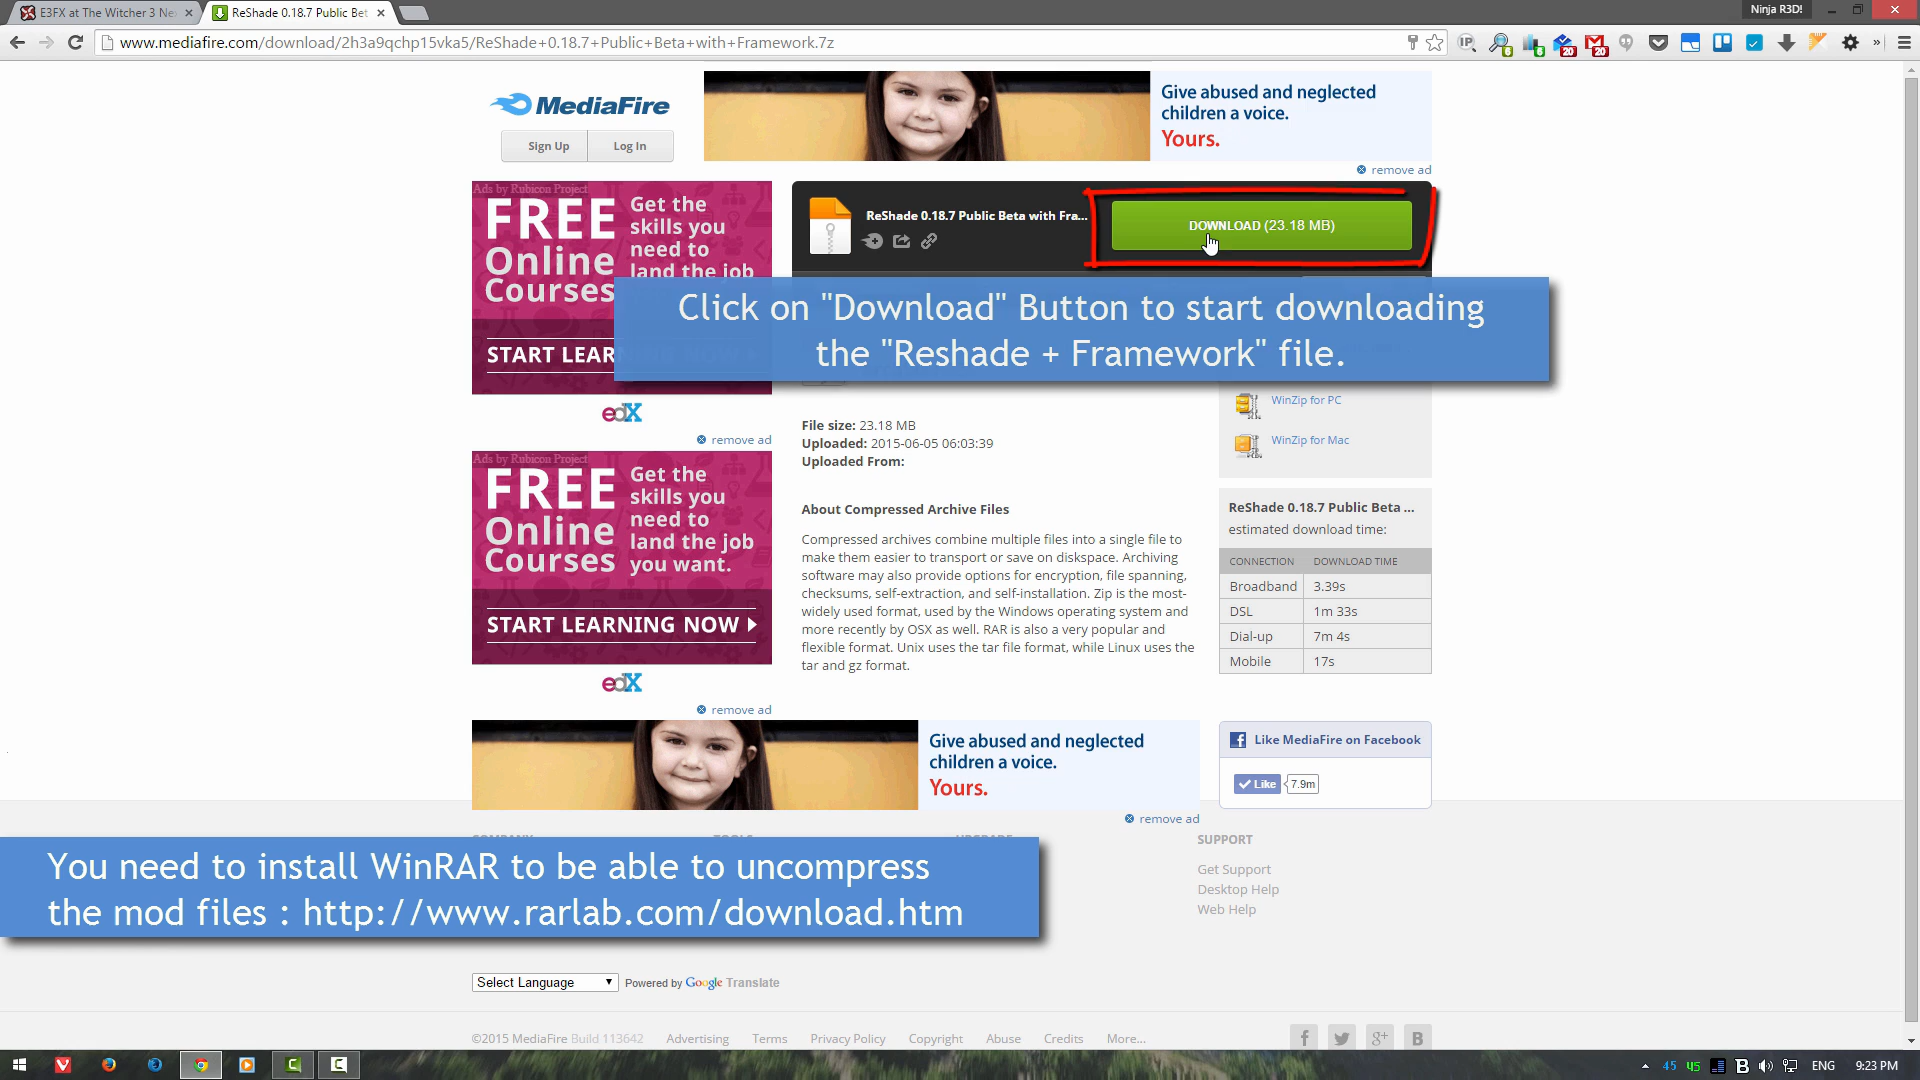 E3FX at The Witcher 3 Ne
ReShade 0.18.7 Public Bet
Ninja R3D!
www.mediafire.com/download/2h3a9qchp15vka5/ReShade+0.18.7+Public+Beta+with+Framework.7z
IP
6
8
20
20
MediaFire
Sign Up
Log In
Give abused and neglected
children a voice.
Yours.
remove ad
Ads by Rubicon Project
FREE
Online
Courses
Get the
skills you
need to
land the job
START LEAR
edX
remove ad
ReShade 0.18.7 Public Beta with Fra...
DOWNLOAD (23.18 MB)
Click on "Download" Button to start downloading
the "Reshade + Framework" file.
WinZip for PC
WinZip for Mac
File size: 23.18 MB
Uploaded: 2015-06-05 06:03:39
Uploaded From:
Ads by Rubicon Project
FREE
Online
Courses
Get the
skills you
need to
land the job
you want.
START LEARNING NOW
edX
remove ad
About Compressed Archive Files
Compressed archives combine multiple files into a single file to
make them easier to transport or save on diskspace. Archiving
software may also provide options for encryption, file spanning,
checksums, self-extraction, and self-installation. Zip is the most-
widely used format, used by the Windows operating system and
more recently by OSX as well. RAR is also a very popular and
flexible format. Unix uses the tar file format, while Linux uses the
tar and gz format.
ReShade 0.18.7 Public Beta ...
estimated download time:
CONNECTION DOWNLOAD TIME
Broadband 3.39s
DSL 1m 33s
Dial-up 7m 4s
Mobile 17s
Give abused and neglected
children a voice.
Yours.
remove ad
Like MediaFire on Facebook
Like 7.9m
SUPPORT
Get Support
Desktop Help
Web Help
You need to install WinRAR to be able to uncompress
the mod files : http://www.rarlab.com/download.htm
Select Language
Powered by Google Translate
©2015 MediaFire Build 113642 Advertising Terms Privacy Policy Copyright Abuse Credits More...
45 45 ENG 9:23 PM